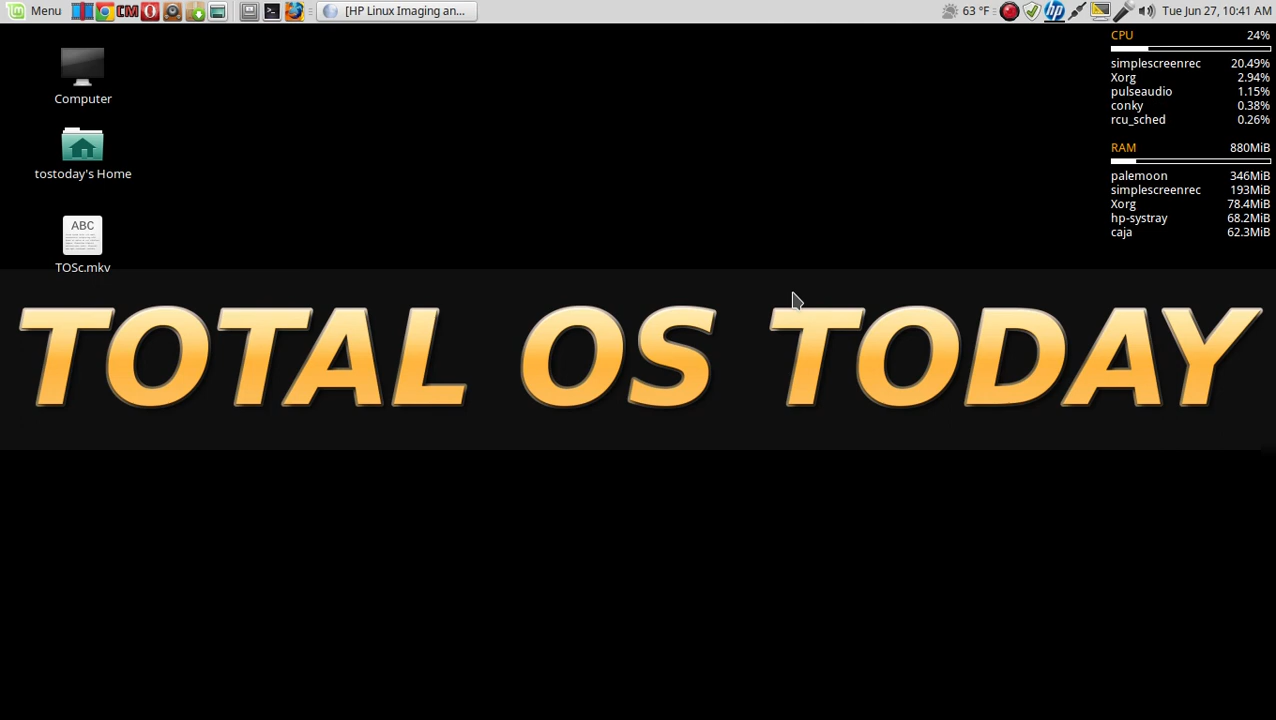 Menu CM [HP Linux Imaging an... 63 °F hp Tue Jun 27, 10:41 AM
Computer
tostoday's Home
ABC
TOSc.mkv
CPU 24%
simplescreenrec 20.49%
Xorg 2.94%
pulseaudio 1.15%
conky 0.38%
rcu_sched 0.26%
RAM 880MiB
palemoon 346MiB
simplescreenrec 193MiB
Xorg 78.4MiB
hp-systray 68.2MiB
caja 62.3MiB
TOTAL OS TODAY